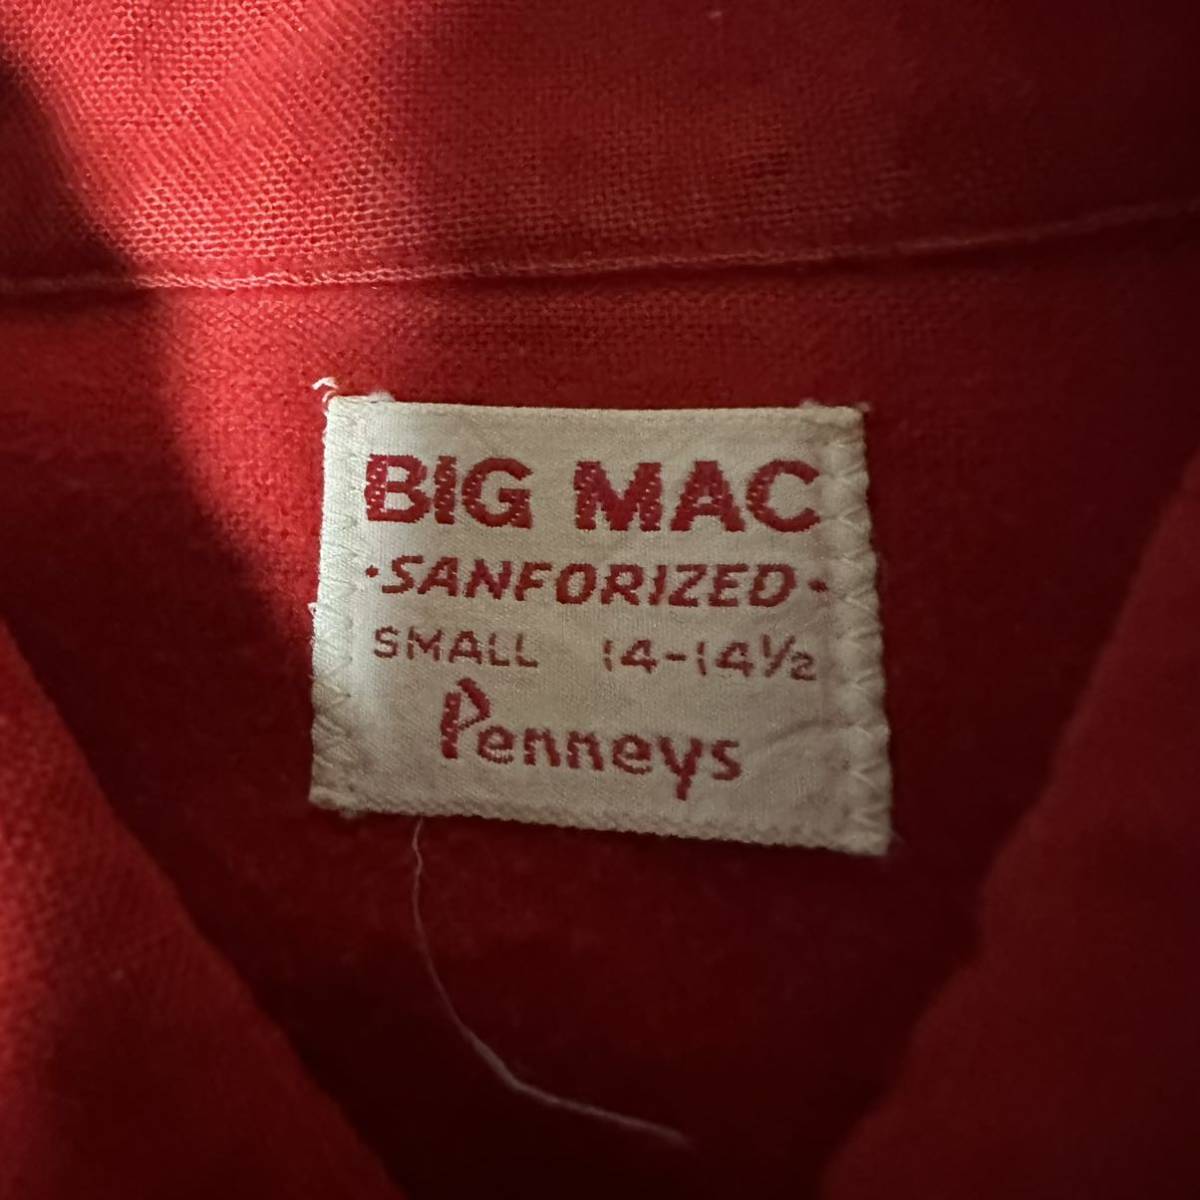 BIG MAC
·SANFORIZED·
SMALL 14-14½
Penneys